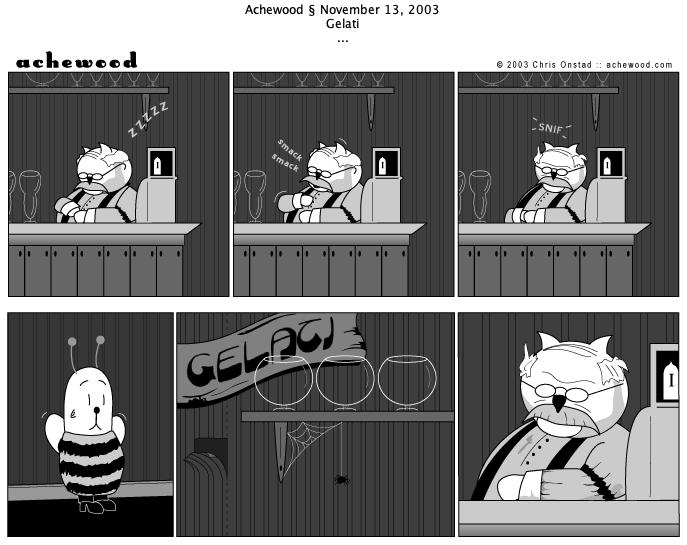 Achewood § November 13, 2003
Gelati
...
achewood
© 2003 Chris Onstad :: achewood.com
ZZZZZ
I
smack
smack
I
SNIF
I
GELATI
I